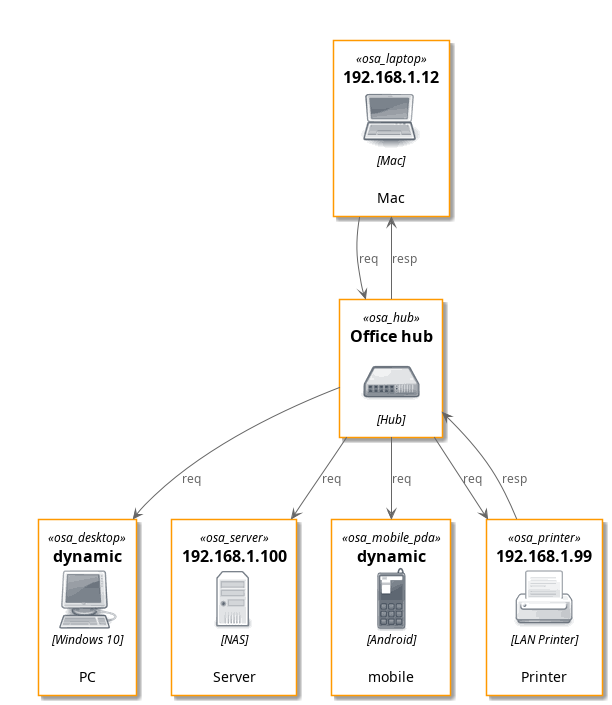 «osa_laptop»
192.168.1.12
[Mac]
Mac
req
resp
«osa_hub»
Office hub
[Hub]
req
req
req
req
resp
«osa_desktop»
dynamic
[Windows 10]
PC
«osa_server»
192.168.1.100
[NAS]
Server
«osa_mobile_pda»
dynamic
[Android]
mobile
«osa_printer»
192.168.1.99
[LAN Printer]
Printer